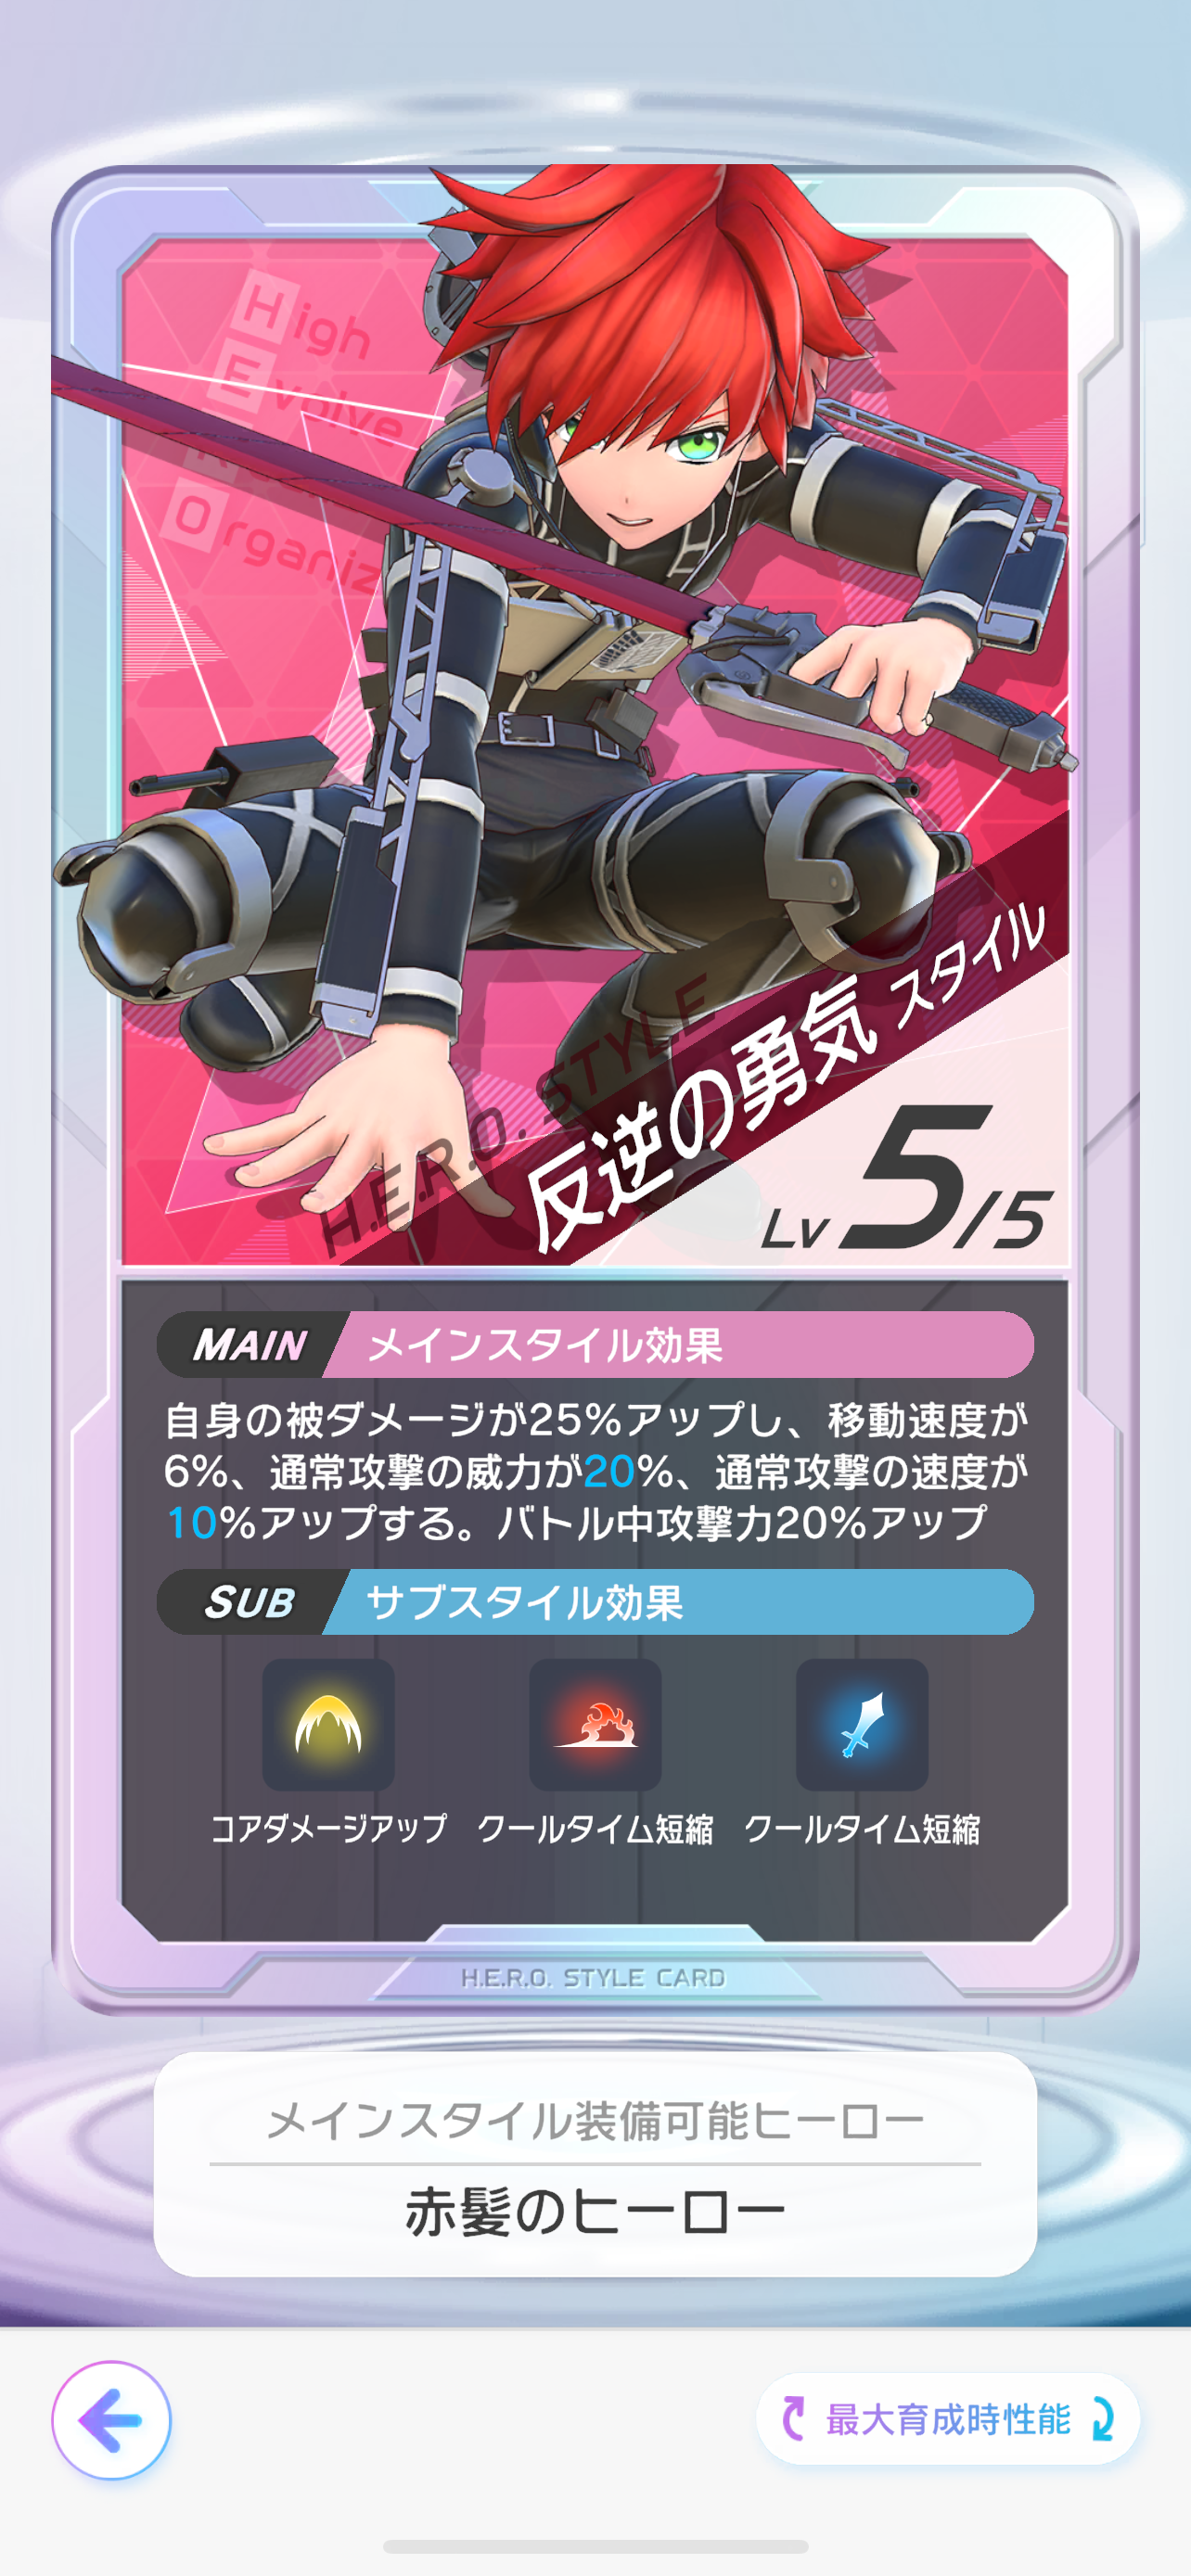 High
Evolve
Organiz
反逆の勇気 スタイル
H.E.R.O. STYLE
Lv 5/5
MAIN メインスタイル効果
自身の被ダメージが25%アップし、移動速度が
6%、通常攻撃の威力が20%、通常攻撃の速度が
10%アップする。バトル中攻撃力20%アップ
SUB サブスタイル効果
コアダメージアップ クールタイム短縮 クールタイム短縮
H.E.R.O. STYLE CARD
メインスタイル装備可能ヒーロー
赤髪のヒーロー
最大育成時性能